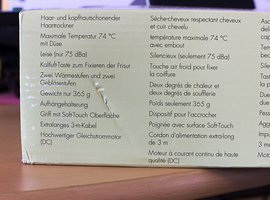 Haar- und kopfhautschonender
Haartrockner
Maximale Temperatur 74 °C
mit Düse
Leise (nur 75 dBa)
Kaltluft-Taste zum Fixieren der Frisur
Zwei Wärmestufen und zwei
Gebläsestufen
Gewicht nur 365 g
Aufhängehalterung
Griff mit Soft-Touch Oberfläche
Extralanges 3-m-Kabel
Hochwertiger Gleichstrommotor
(DC)
Sèche-cheveux respectant cheveux
et cuir chevelu
température maximale 74 °C
avec embout
Silencieux (seulement 75 dBa)
Touche air froid pour fixer
la coiffure
Deux degrés de chaleur et
deux degrés de soufflerie
Poids seulement 365 g
Dispositif pour l'accrocher
Poignée avec surface Soft-Touch
Cordon d'alimentation extra-long
de 3 m
Moteur à courant continu de haute
qualité (DC)